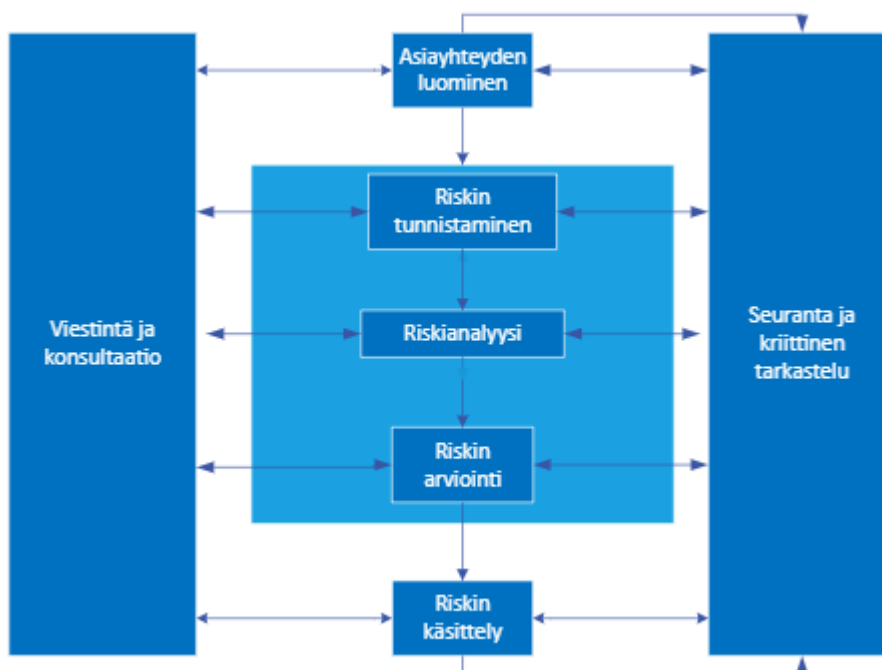 Asiayhteyden
luominen
Riskin
tunnistaminen
Viestintä ja
konsultaatio
Riskianalyysi
Seuranta ja
kriittinen
tarkastelu
Riskin
arviointi
Riskin
käsittely